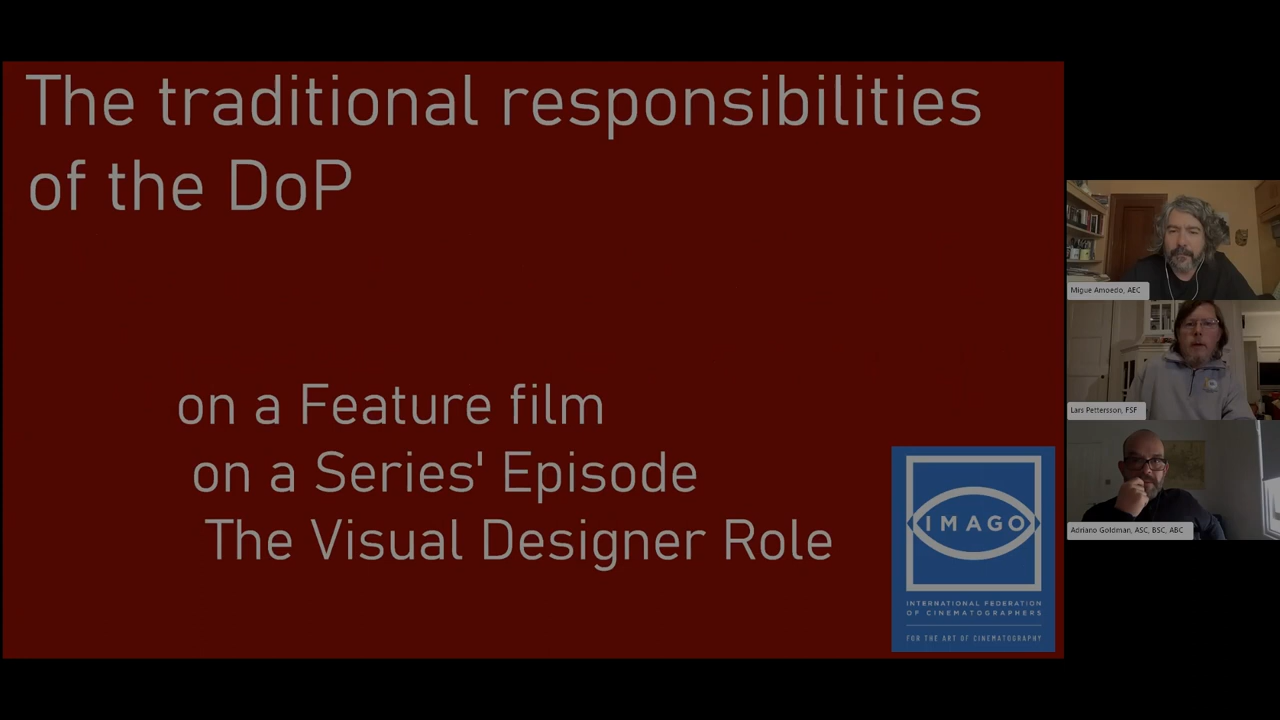 The traditional responsibilities
of the DoP
on a Feature film
on a Series' Episode
The Visual Designer Role
IMAGO
INTERNATIONAL FEDERATION
OF CINEMATOGRAPHERS
FOR THE ART OF CINEMATOGRAPHY
Migue Amoedo, AEC
Lars Pettersson, FSF
Adriano Goldman, ASC, BSC, ABC